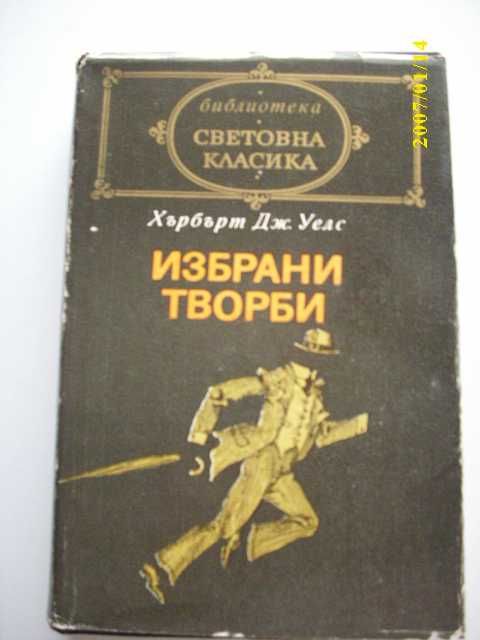 библиотека
СВЕТОВНА
КЛАСИКА
Хърбърт Дж. Уелс
ИЗБРАНИ
ТВОРБИ
2007/01/14